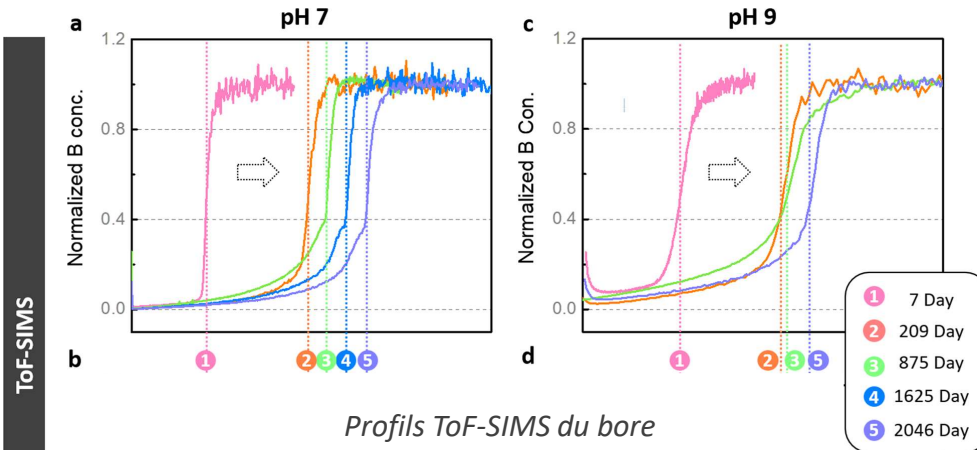 pH 7
pH 9
a
c
1.2
0.8
0.4
0.0
Normalized B conc.
1.2
0.8
0.4
0.0
Normalized B Con.
ToF-SIMS
b
1
2
3
4
5
d
1
2
3
5
1 7 Day
2 209 Day
3 875 Day
4 1625 Day
5 2046 Day
Profils ToF-SIMS du bore